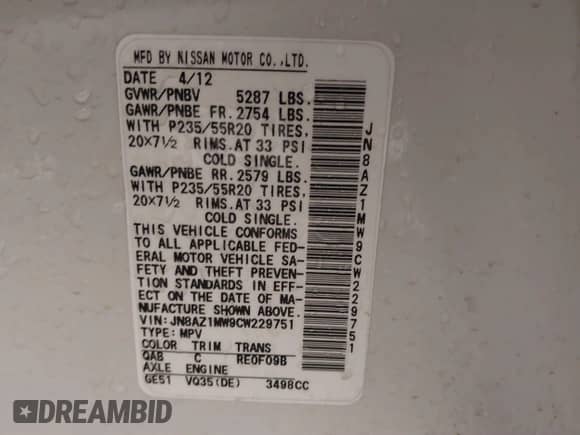 MFD BY NISSAN MOTOR CO.,LTD.
DATE 4/12
GVWR/PNBV 5287 LBS.
GAWR/PNBE FR. 2754 LBS.
WITH P235/55R20 TIRES,
20×7½ RIMS.AT 33 PSI
COLD SINGLE.
GAWR/PNBE RR. 2579 LBS.
WITH P235/55R20 TIRES,
20×7½ RIMS.AT 33 PSI
COLD SINGLE.
THIS VEHICLE CONFORMS
TO ALL APPLICABLE FED-
ERAL MOTOR VEHICLE SA-
FETY AND THEFT PREVEN-
TION STANDARDS IN EFF-
ECT ON THE DATE OF MA-
NUFACTURE SHOWN ABOVE.
VIN: JN8AZ1MW9CW229751
TYPE: MPV
COLOR TRIM TRANS
QAB C RE0F09B
AXLE ENGINE
GE51 VQ35(DE) 3498CC
JN8AZ1MW9CW229751
DREAMBID